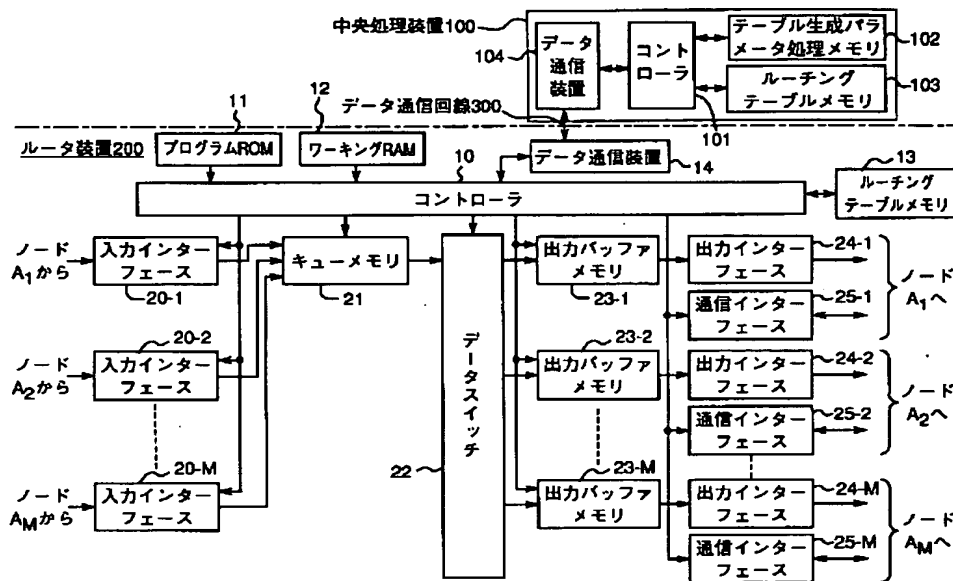 中央処理装置100
104
データ
通信
装置
コント
ローラ
101
テーブル生成パラ
メータ処理メモリ
102
ルーチング
テーブルメモリ
103
データ通信回線300
ルータ装置200
11
プログラムROM
12
ワーキングRAM
データ通信装置
14
10
コントローラ
13
ルーチング
テーブルメモリ
ノード
A1から
入力インター
フェース
20-1
キューメモリ
21
出力バッファ
メモリ
23-1
出力インター
フェース
24-1
通信インター
フェース
25-1
ノード
A1へ
ノード
A2から
20-2
入力インター
フェース
データスイッチ
22
23-2
出力バッファ
メモリ
出力インター
フェース
24-2
通信インター
フェース
25-2
ノード
A2へ
ノード
AMから
20-M
入力インター
フェース
23-M
出力バッファ
メモリ
出力インター
フェース
24-M
通信インター
フェース
25-M
ノード
AMへ